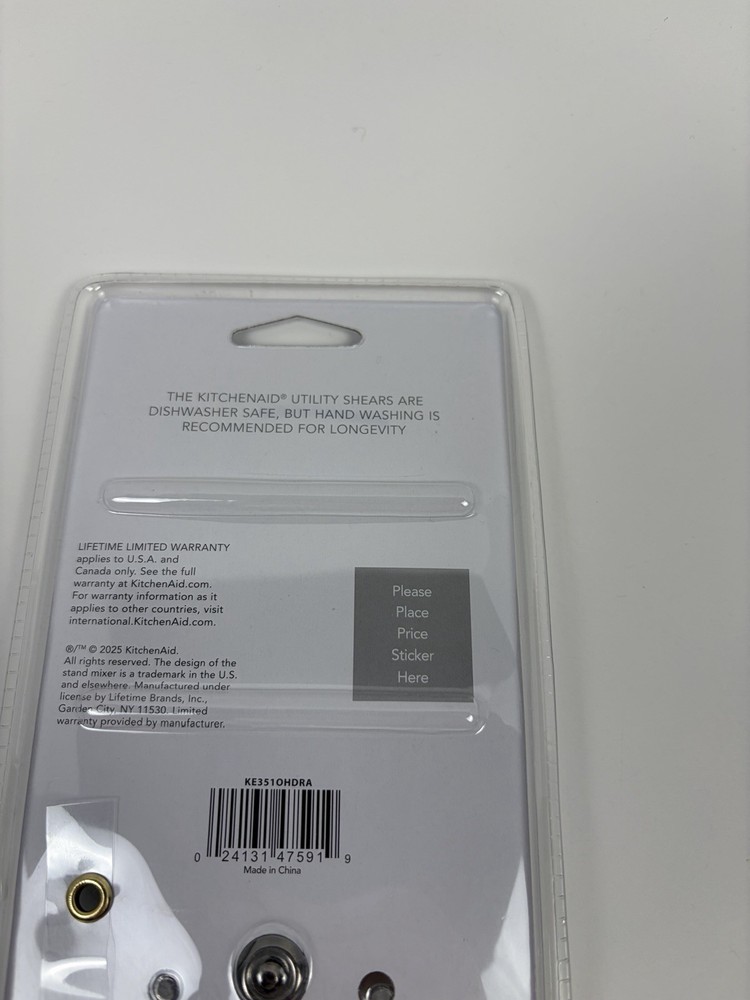 THE KITCHENAID® UTILITY SHEARS ARE
DISHWASHER SAFE, BUT HAND WASHING IS
RECOMMENDED FOR LONGEVITY
LIFETIME LIMITED WARRANTY
applies to U.S.A. and
Canada only. See the full
warranty at KitchenAid.com.
For warranty information as it
applies to other countries, visit
international.KitchenAid.com.
®/™ © 2025 KitchenAid.
All rights reserved. The design of the
stand mixer is a trademark in the U.S.
and elsewhere. Manufactured under
license by Lifetime Brands, Inc.,
Garden City, NY 11530. Limited
warranty provided by manufacturer.
Please
Place
Price
Sticker
Here
KE351OHDRA
0 24131 47591 9
Made in China